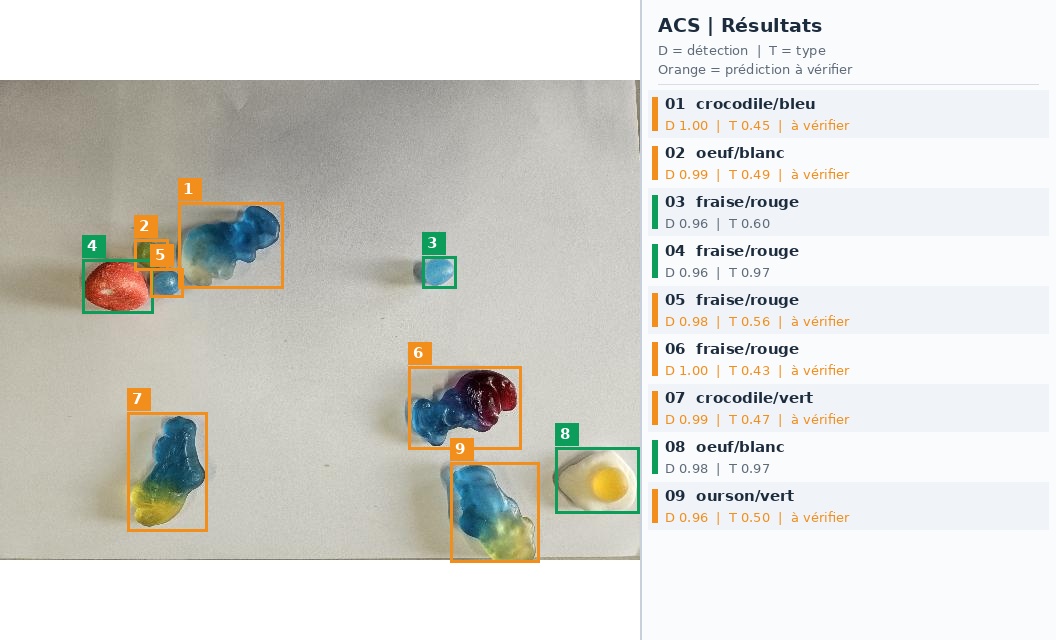 ACS | Résultats
D = détection | T = type
Orange = prédiction à vérifier
01 crocodile/bleu
D 1.00 | T 0.45 | à vérifier
02 oeuf/blanc
D 0.99 | T 0.49 | à vérifier
03 fraise/rouge
D 0.96 | T 0.60
04 fraise/rouge
D 0.96 | T 0.97
05 fraise/rouge
D 0.98 | T 0.56 | à vérifier
06 fraise/rouge
D 1.00 | T 0.43 | à vérifier
07 crocodile/vert
D 0.99 | T 0.47 | à vérifier
08 oeuf/blanc
D 0.98 | T 0.97
09 ourson/vert
D 0.96 | T 0.50 | à vérifier
1
2
3
4
5
6
7
8
9